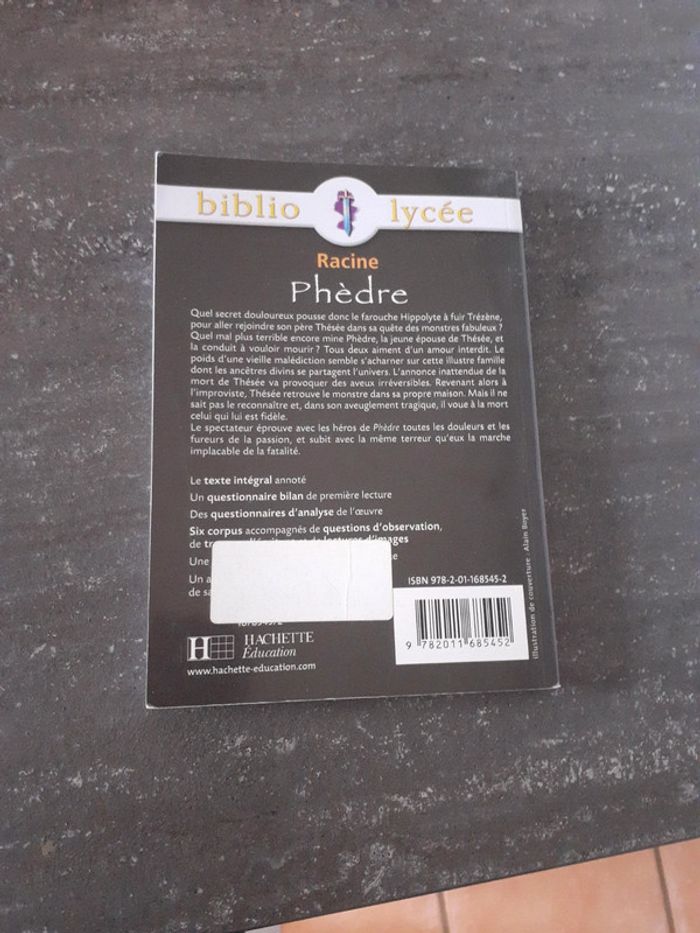 biblio lycée
Racine
Phèdre
Quel secret douloureux pousse donc le farouche Hippolyte à fuir Trézène,
pour aller rejoindre son père Thésée dans sa quête des monstres fabuleux ?
Quel mal plus terrible encore mine Phèdre, la jeune épouse de Thésée, et
la conduit à vouloir mourir ? Tous deux aiment d'un amour interdit. Le
poids d'une vieille malédiction semble s'acharner sur cette illustre famille
dont les ancêtres divins se partagent l'univers. L'annonce inattendue de la
mort de Thésée va provoquer des aveux irréversibles. Revenant alors à
l'improviste, Thésée retrouve le monstre dans sa propre maison. Mais il ne
sait pas le reconnaître et, dans son aveuglement tragique, il voue à la mort
celui qui lui est fidèle.
Le spectateur éprouve avec les héros de Phèdre toutes les douleurs et les
fureurs de la passion, et subit avec la même terreur qu'eux la marche
implacable de la fatalité.
Le texte intégral annoté
Un questionnaire bilan de première lecture
Des questionnaires d'analyse de l'œuvre
Six corpus accompagnés de questions d'observation,
de lectures d'images
Une
Un
de
ISBN 978-2-01-168545-2
9 782011 685452
HACHETTE
Éducation
www.hachette-education.com
Illustration de couverture : Alain Boyer